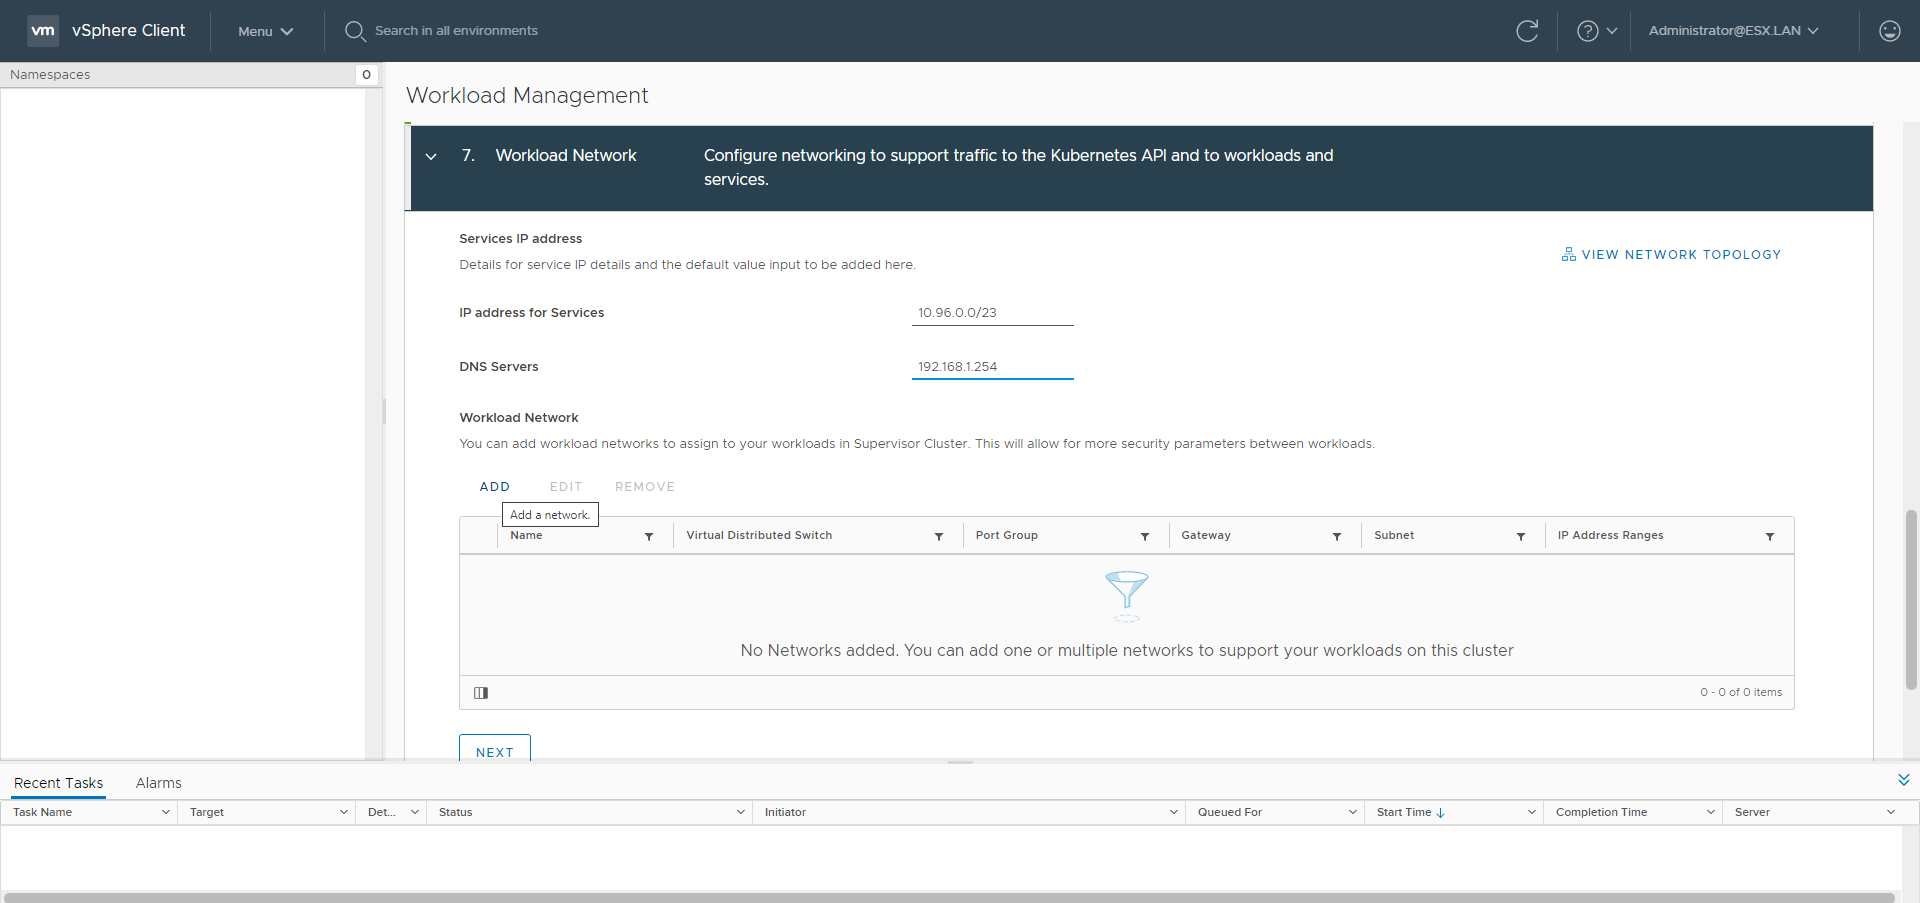 vm vSphere Client Menu Search in all environments ? Administrator@ESX.LAN
Namespaces 0
Workload Management
7. Workload Network Configure networking to support traffic to the Kubernetes API and to workloads and
services.
Services IP address
Details for service IP details and the default value input to be added here.
VIEW NETWORK TOPOLOGY
IP address for Services 10.96.0.0/23
DNS Servers 192.168.1.254
Workload Network
You can add workload networks to assign to your workloads in Supervisor Cluster. This will allow for more security parameters between workloads.
ADD EDIT REMOVE
Add a network.
Name Virtual Distributed Switch Port Group Gateway Subnet IP Address Ranges
No Networks added. You can add one or multiple networks to support your workloads on this cluster
0 - 0 of 0 items
NEXT
Recent Tasks Alarms
Task Name Target Det... Status Initiator Queued For Start Time Completion Time Server